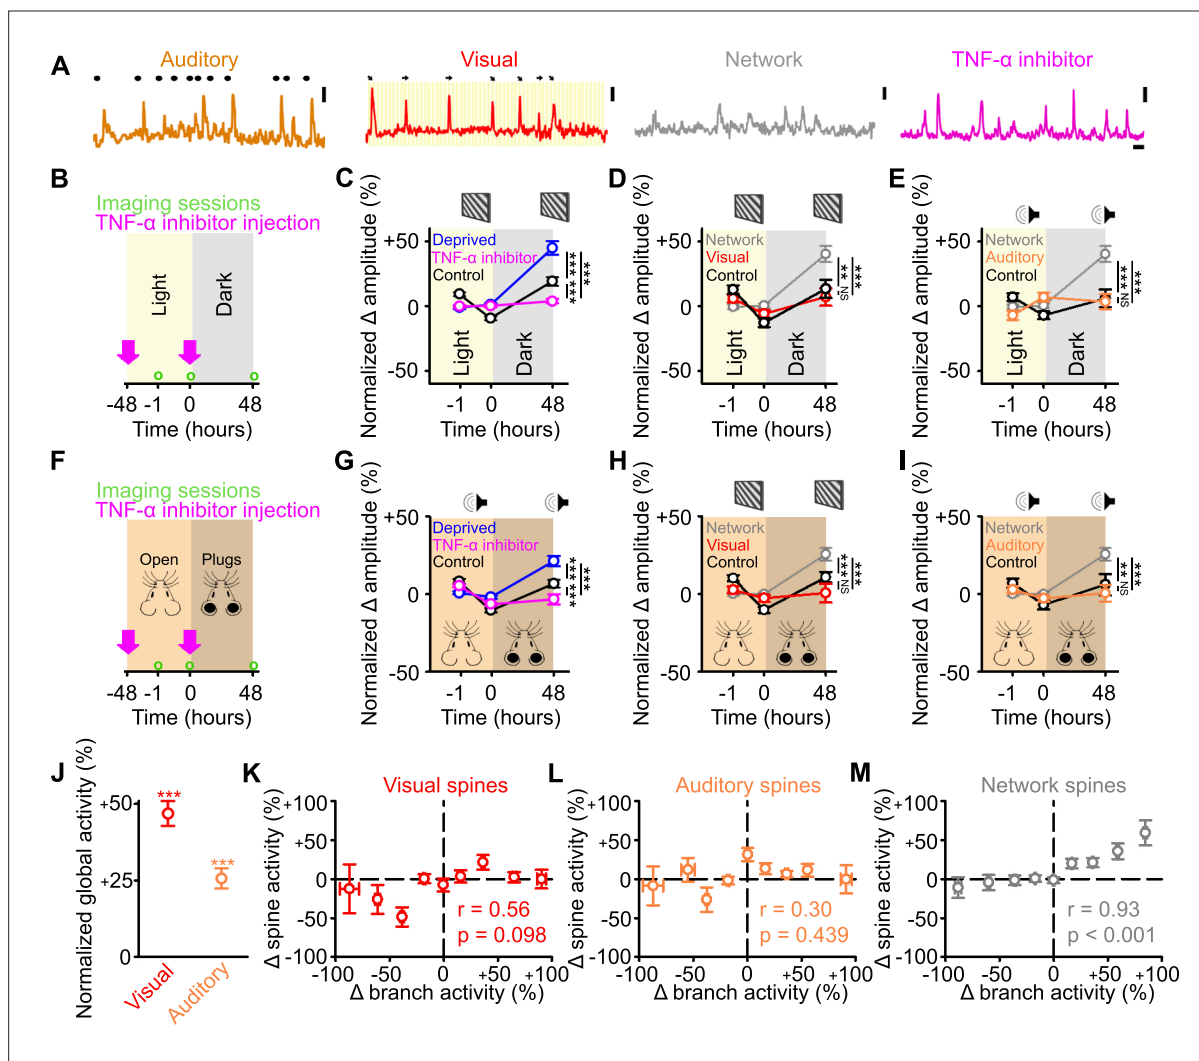 A
Auditory
Visual
Network
TNF-α inhibitor
B
Imaging sessions
TNF-α inhibitor injection
Light
Dark
-48 -1 0 48
Time (hours)
C
Normalized Δ amplitude (%)
+50
0
-50
Deprived
TNF-α inhibitor
Control
Light
Dark
***
***
***
-1 0 48
Time (hours)
D
Normalized Δ amplitude (%)
+50
0
-50
Network
Visual
Control
Light
Dark
**
NS
***
-1 0 48
Time (hours)
E
Normalized Δ amplitude (%)
+50
0
-50
Network
Auditory
Control
Light
Dark
***
NS
***
-1 0 48
Time (hours)
F
Imaging sessions
TNF-α inhibitor injection
Open
Plugs
-48 -1 0 48
Time (hours)
G
Normalized Δ amplitude (%)
+50
0
-50
Deprived
TNF-α inhibitor
Control
***
**
***
-1 0 48
Time (hours)
H
Normalized Δ amplitude (%)
+50
0
-50
Network
Visual
Control
***
NS
***
-1 0 48
Time (hours)
I
Normalized Δ amplitude (%)
+50
0
-50
Network
Auditory
Control
**
NS
***
-1 0 48
Time (hours)
J
Normalized global activity (%)
+50
+25
0
***
***
Visual
Auditory
K
Visual spines
Δ spine activity (%)
+100
+50
0
-50
-100
r = 0.56
p = 0.098
-100 -50 0 +50 +100
Δ branch activity (%)
L
Auditory spines
Δ spine activity (%)
+100
+50
0
-50
-100
r = 0.30
p = 0.439
-100 -50 0 +50 +100
Δ branch activity (%)
M
Network spines
Δ spine activity (%)
+100
+50
0
-50
-100
r = 0.93
p < 0.001
-100 -50 0 +50 +100
Δ branch activity (%)